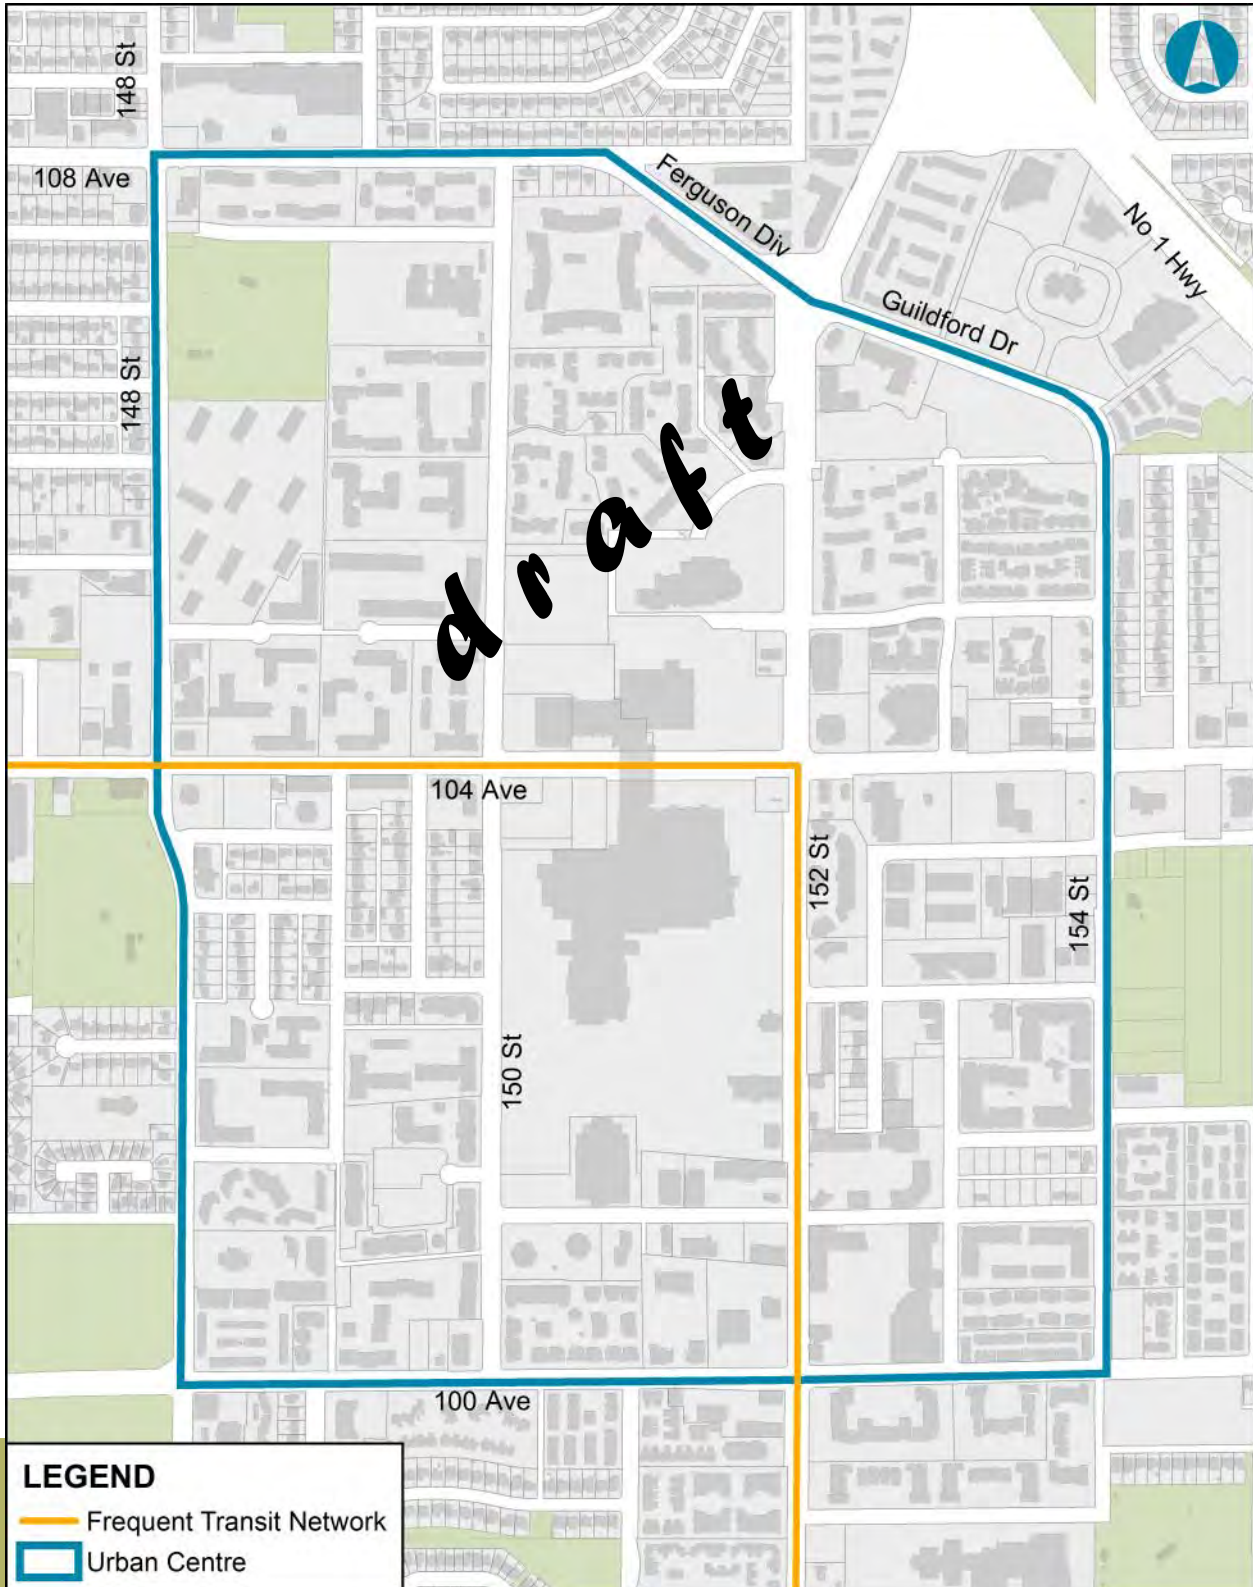 148 St
108 Ave
Ferguson Div
No 1 Hwy
Guildford Dr
148 St
draft
104 Ave
152 St
154 St
150 St
100 Ave
LEGEND
Frequent Transit Network
Urban Centre